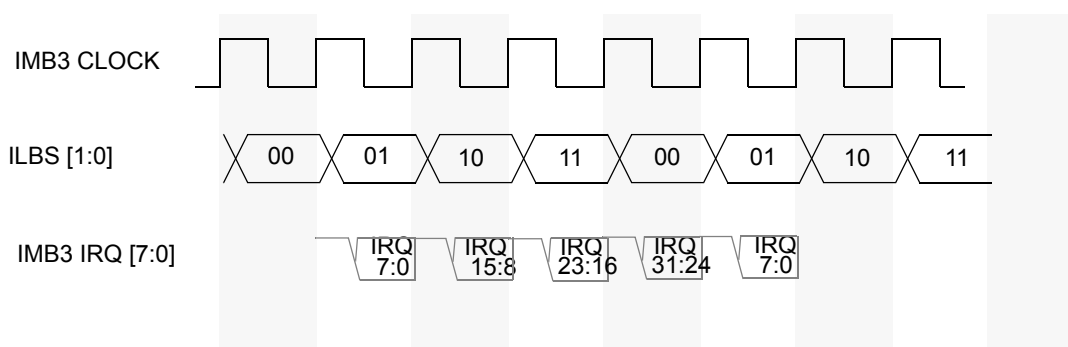 IMB3 CLOCK
ILBS [1:0]
00 01 10 11 00 01 10 11
IMB3 IRQ [7:0]
IRQ 7:0
IRQ 15:8
IRQ 23:16
IRQ 31:24
IRQ 7:0